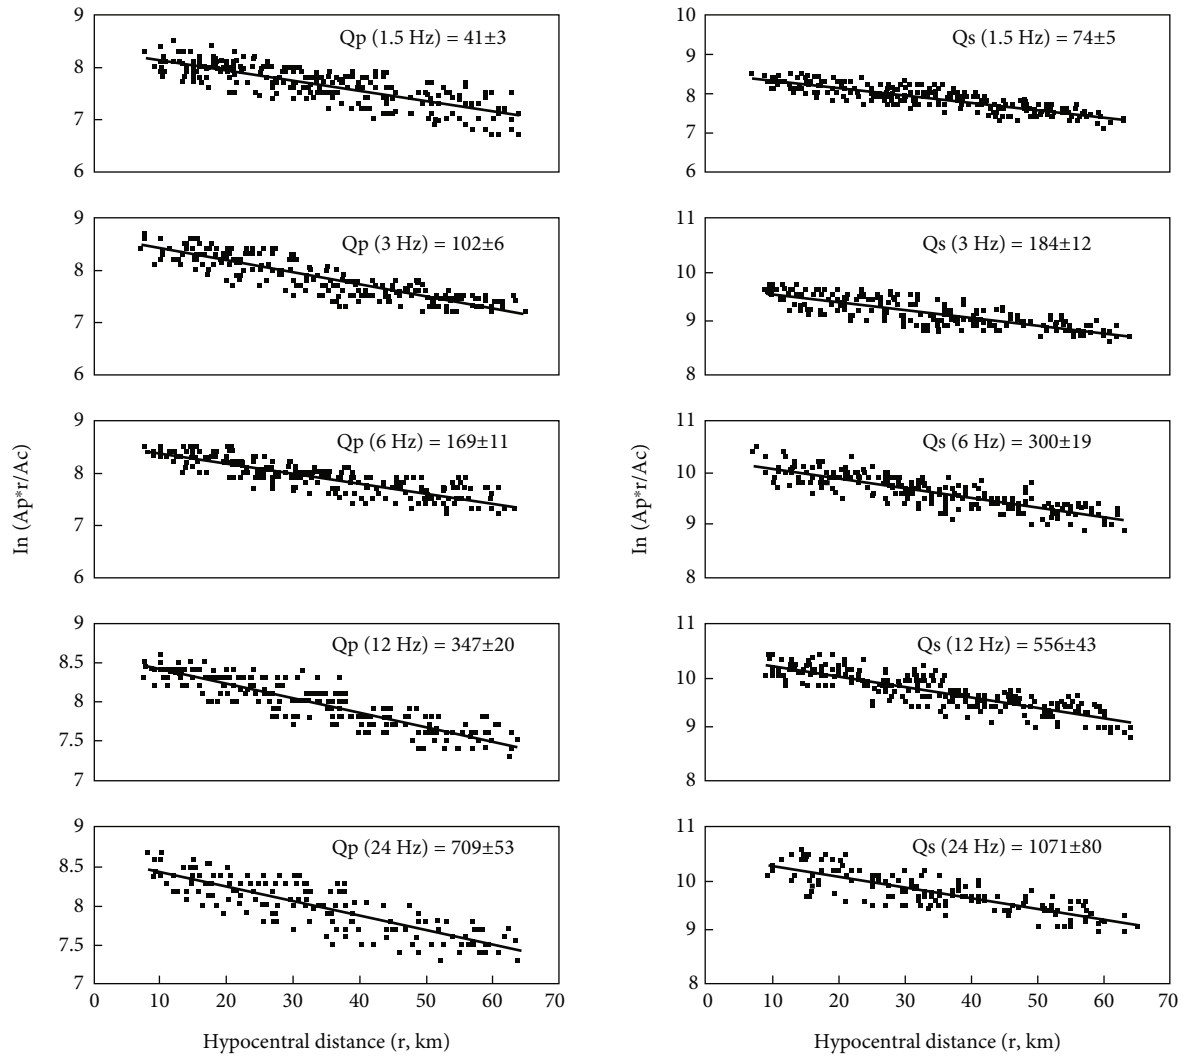 9
8
7
6
Qp (1.5 Hz) = 41±3
10
9
8
7
6
Qs (1.5 Hz) = 74±5
9
8
7
6
Qp (3 Hz) = 102±6
11
10
9
8
Qs (3 Hz) = 184±12
9
8
7
6
Qp (6 Hz) = 169±11
11
10
9
8
Qs (6 Hz) = 300±19
9
8.5
8
7.5
7
Qp (12 Hz) = 347±20
11
10
9
8
Qs (12 Hz) = 556±43
9
8.5
8
7.5
7
Qp (24 Hz) = 709±53
11
10
9
8
Qs (24 Hz) = 1071±80
0 10 20 30 40 50 60 70
0 10 20 30 40 50 60 70
Hypocentral distance (r, km)
Hypocentral distance (r, km)
In (Ap*r/Ac)
In (Ap*r/Ac)